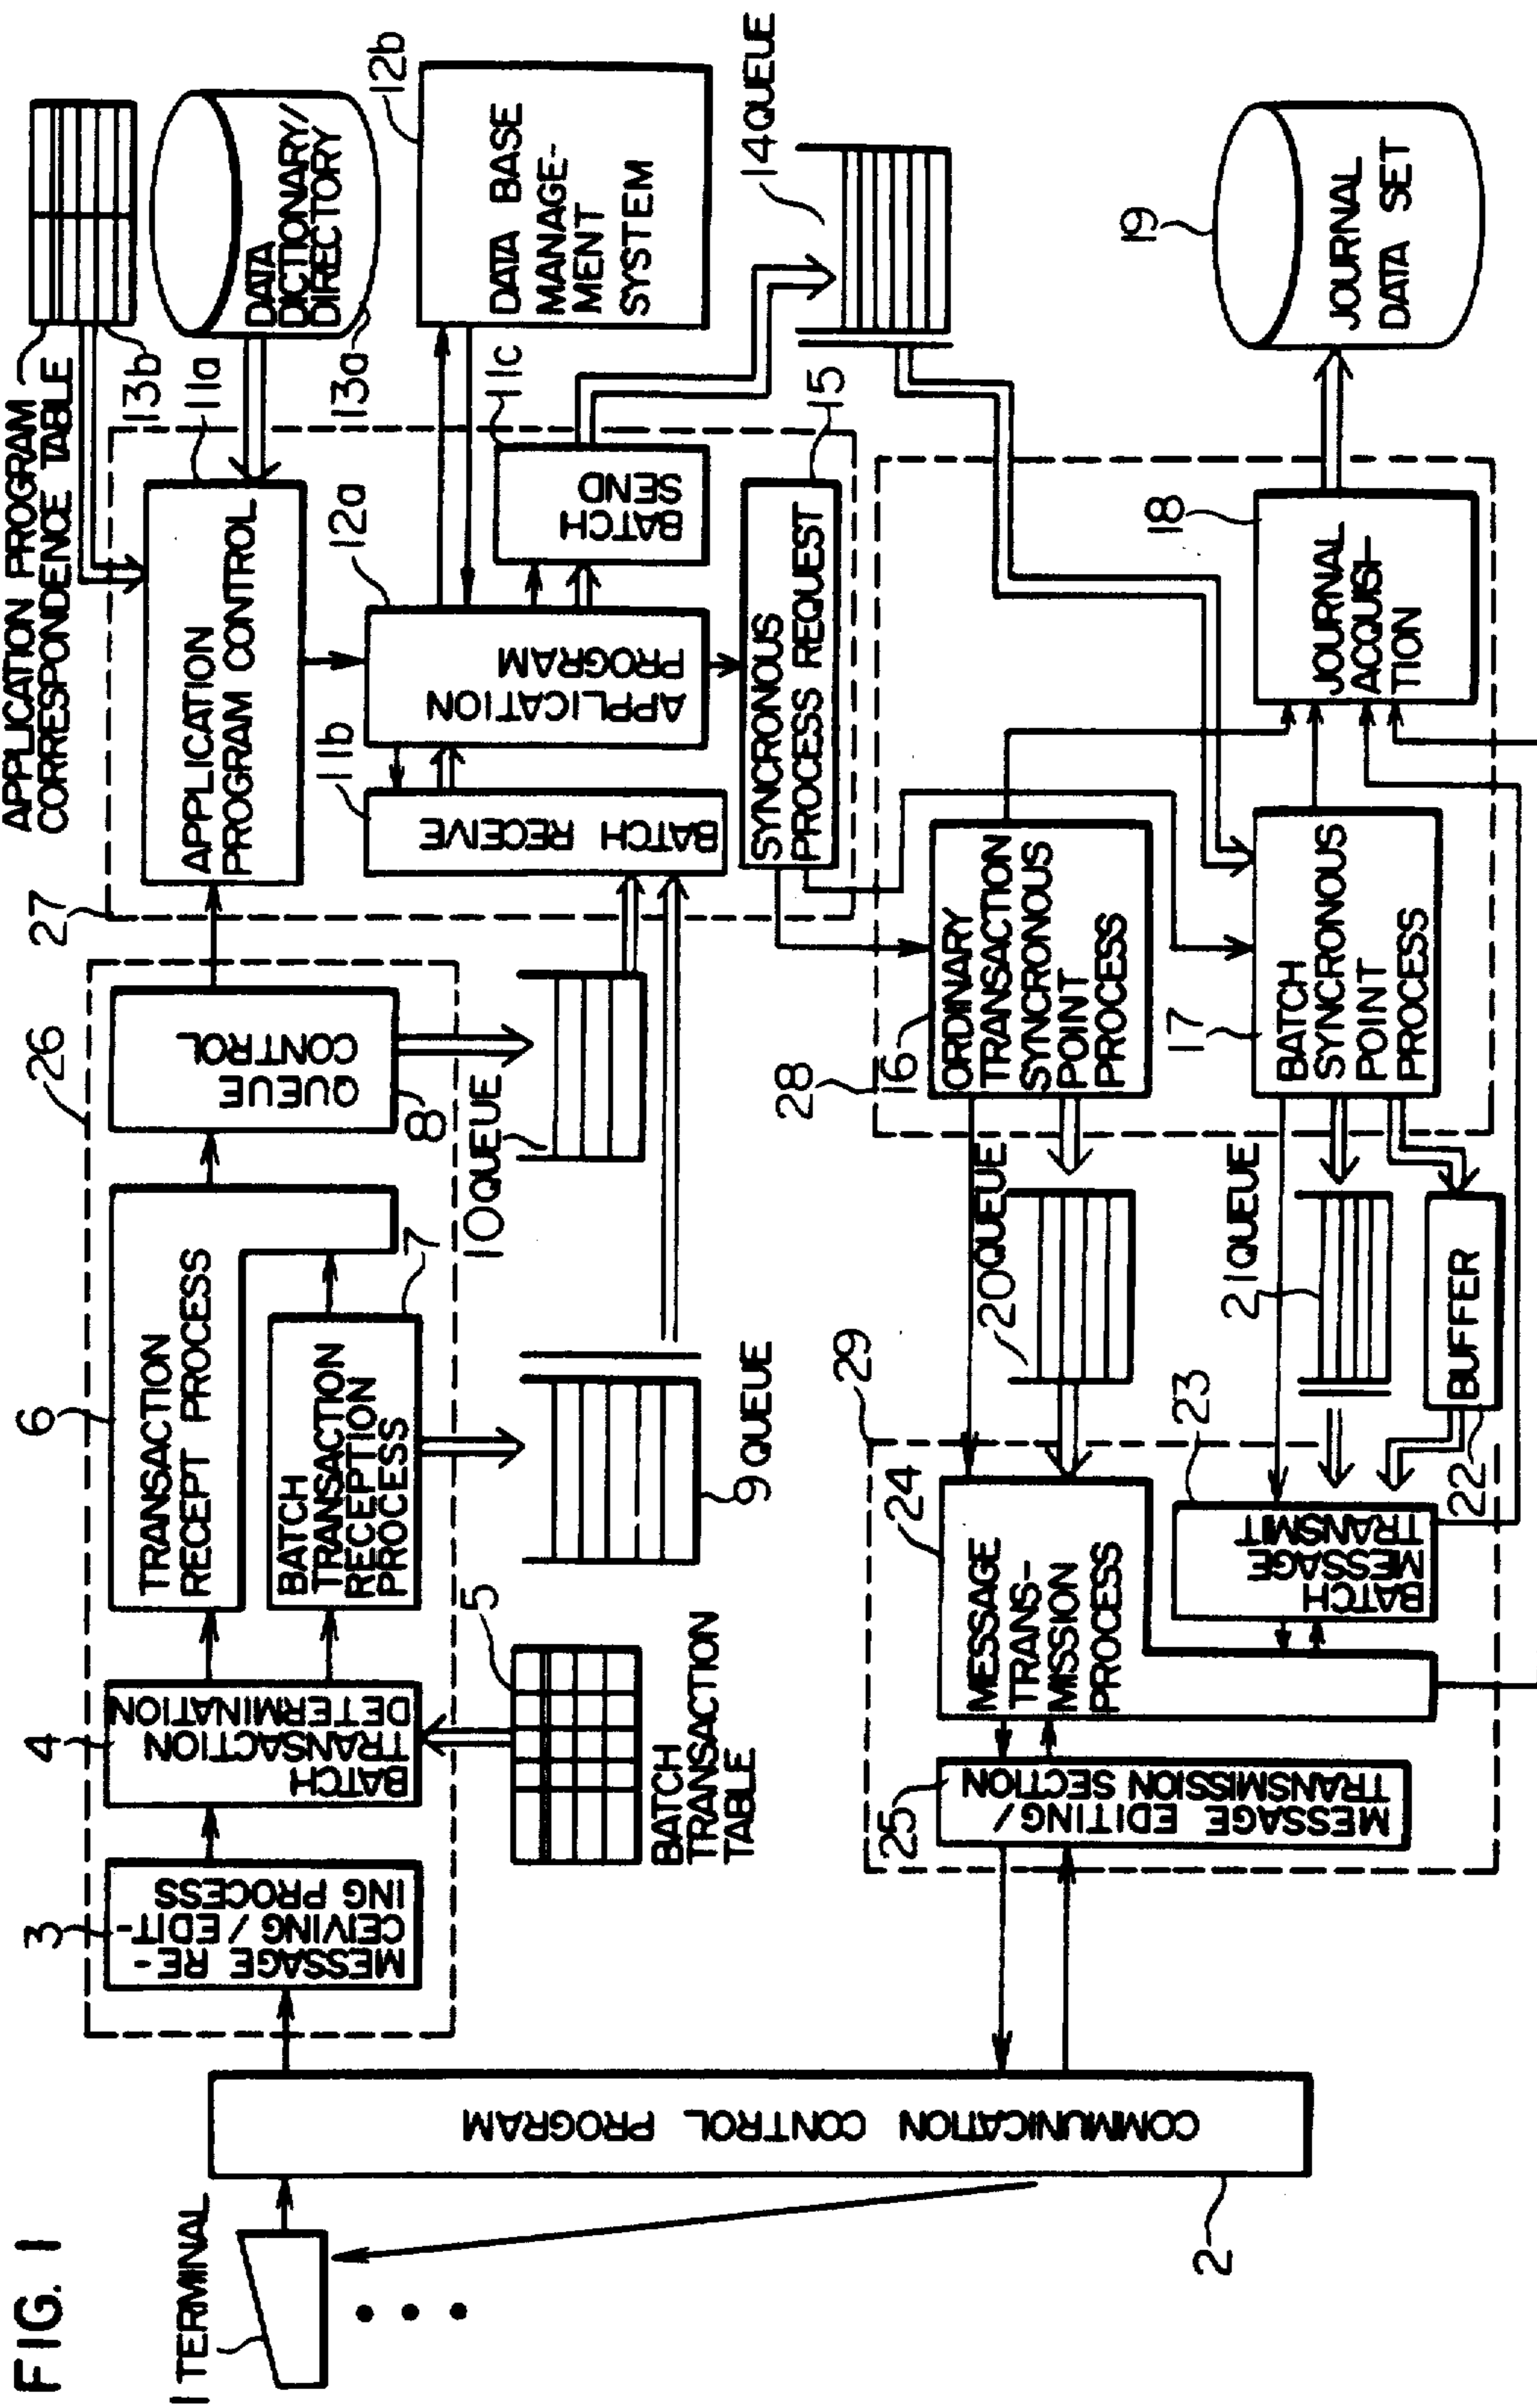 FIG. 1
1 TERMINAL
COMMUNICATION CONTROL PROGRAM
2
3
MESSAGE RE-
CEIVING / EDIT-
ING PROCESS
4
BATCH
TRANSACTION
DETERMINATION
5
BATCH
TRANSACTION
TABLE
6
TRANSACTION
RECEPT PROCESS
BATCH
TRANSACTION
RECEPTION
PROCESS
7
9 QUEUE
26
QUEUE
CONTROL
8
10 QUEUE
27
APPLICATION PROGRAM
CORRESPONDENCE TABLE
13b
11a
APPLICATION
PROGRAM CONTROL
DATA
DICTIONARY/
DIRECTORY
13a
11b
BATCH RECEIVE
12a
APPLICATION
PROGRAM
11c
BATCH
SEND
12b
DATA BASE
MANAGE-
MENT
SYSTEM
14 QUEUE
15
SYNCRONOUS
PROCESS REQUEST
28
16
ORDINARY
TRANSACTION
SYNCRONOUS
POINT
PROCESS
17
BATCH
SYNCRONOUS
POINT
PROCESS
18
JOURNAL
ACQUISI-
TION
19
JOURNAL
DATA SET
20 QUEUE
21 QUEUE
21
BUFFER
22
29
24
MESSAGE
TRANS-
MISSION
PROCESS
23
BATCH
MESSAGE
TRANSMIT
25
MESSAGE EDITING/
TRANSMISSION SECTION